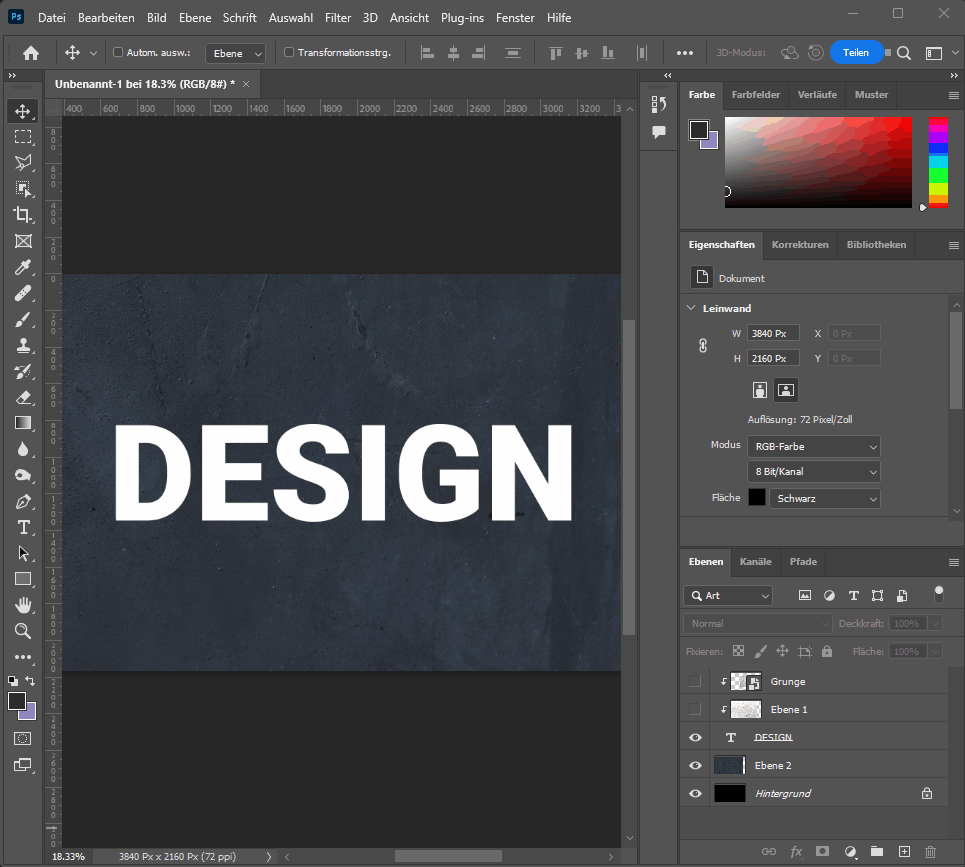 Ps Datei Bearbeiten Bild Ebene Schrift Auswahl Filter 3D Ansicht Plug-ins Fenster Hilfe
Autom. ausw.: Ebene Transformationsstrg. 3D-Modus: Teilen
Unbenannt-1 bei 18.3% (RGB/8#) *
400 600 800 1000 1200 1400 1600 1800 2000 2200 2400 2600 2800 3000 3200
DESIGN
18.33% 3840 Px x 2160 Px (72 ppi)
Farbe Farbfelder Verläufe Muster
Eigenschaften Korrekturen Bibliotheken
Dokument
Leinwand
W 3840 Px X 0 Px
H 2160 Px Y 0 Px
Auflösung: 72 Pixel/Zoll
Modus RGB-Farbe
8 Bit/Kanal
Fläche Schwarz
Ebenen Kanäle Pfade
Art
Normal Deckkraft: 100%
Fixieren: Fläche: 100%
Grunge
Ebene 1
T DESIGN
Ebene 2
Hintergrund
fx